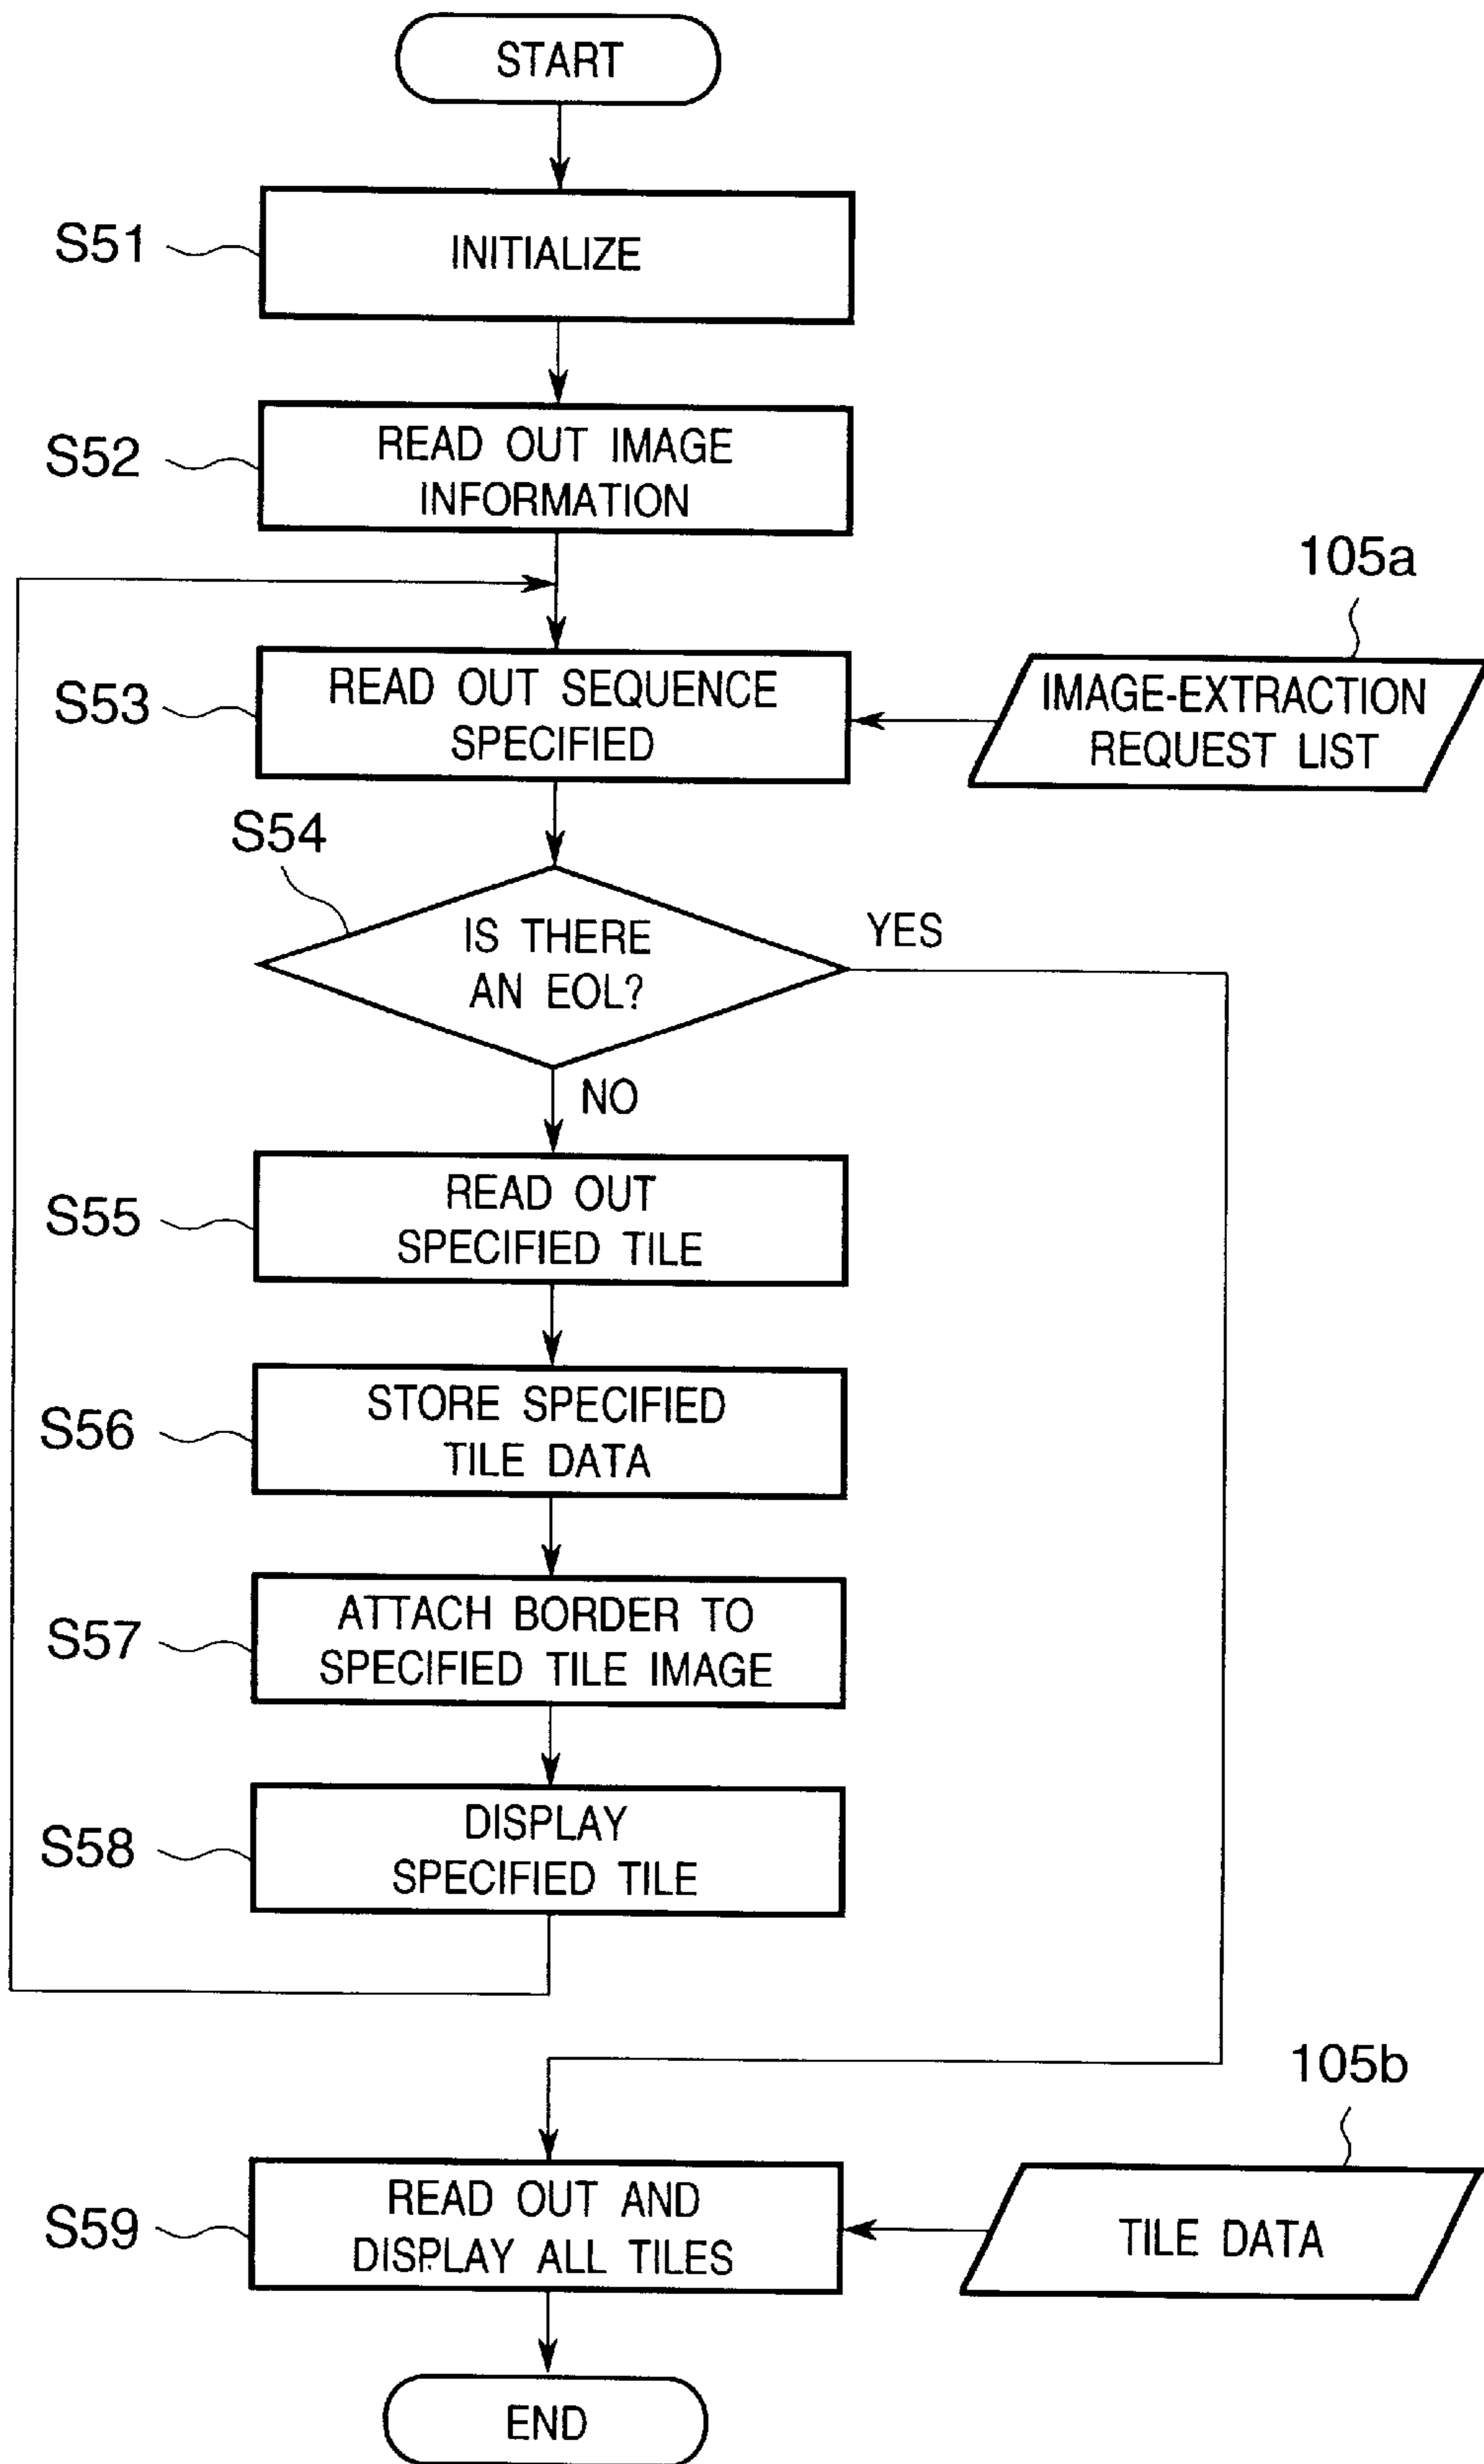 START
S51
INITIALIZE
S52
READ OUT IMAGE
INFORMATION
105a
S53
READ OUT SEQUENCE
SPECIFIED
IMAGE-EXTRACTION
REQUEST LIST
S54
IS THERE
AN EOL?
YES
NO
S55
READ OUT
SPECIFIED TILE
S56
STORE SPECIFIED
TILE DATA
S57
ATTACH BORDER TO
SPECIFIED TILE IMAGE
S58
DISPLAY
SPECIFIED TILE
105b
S59
READ OUT AND
DISPLAY ALL TILES
TILE DATA
END